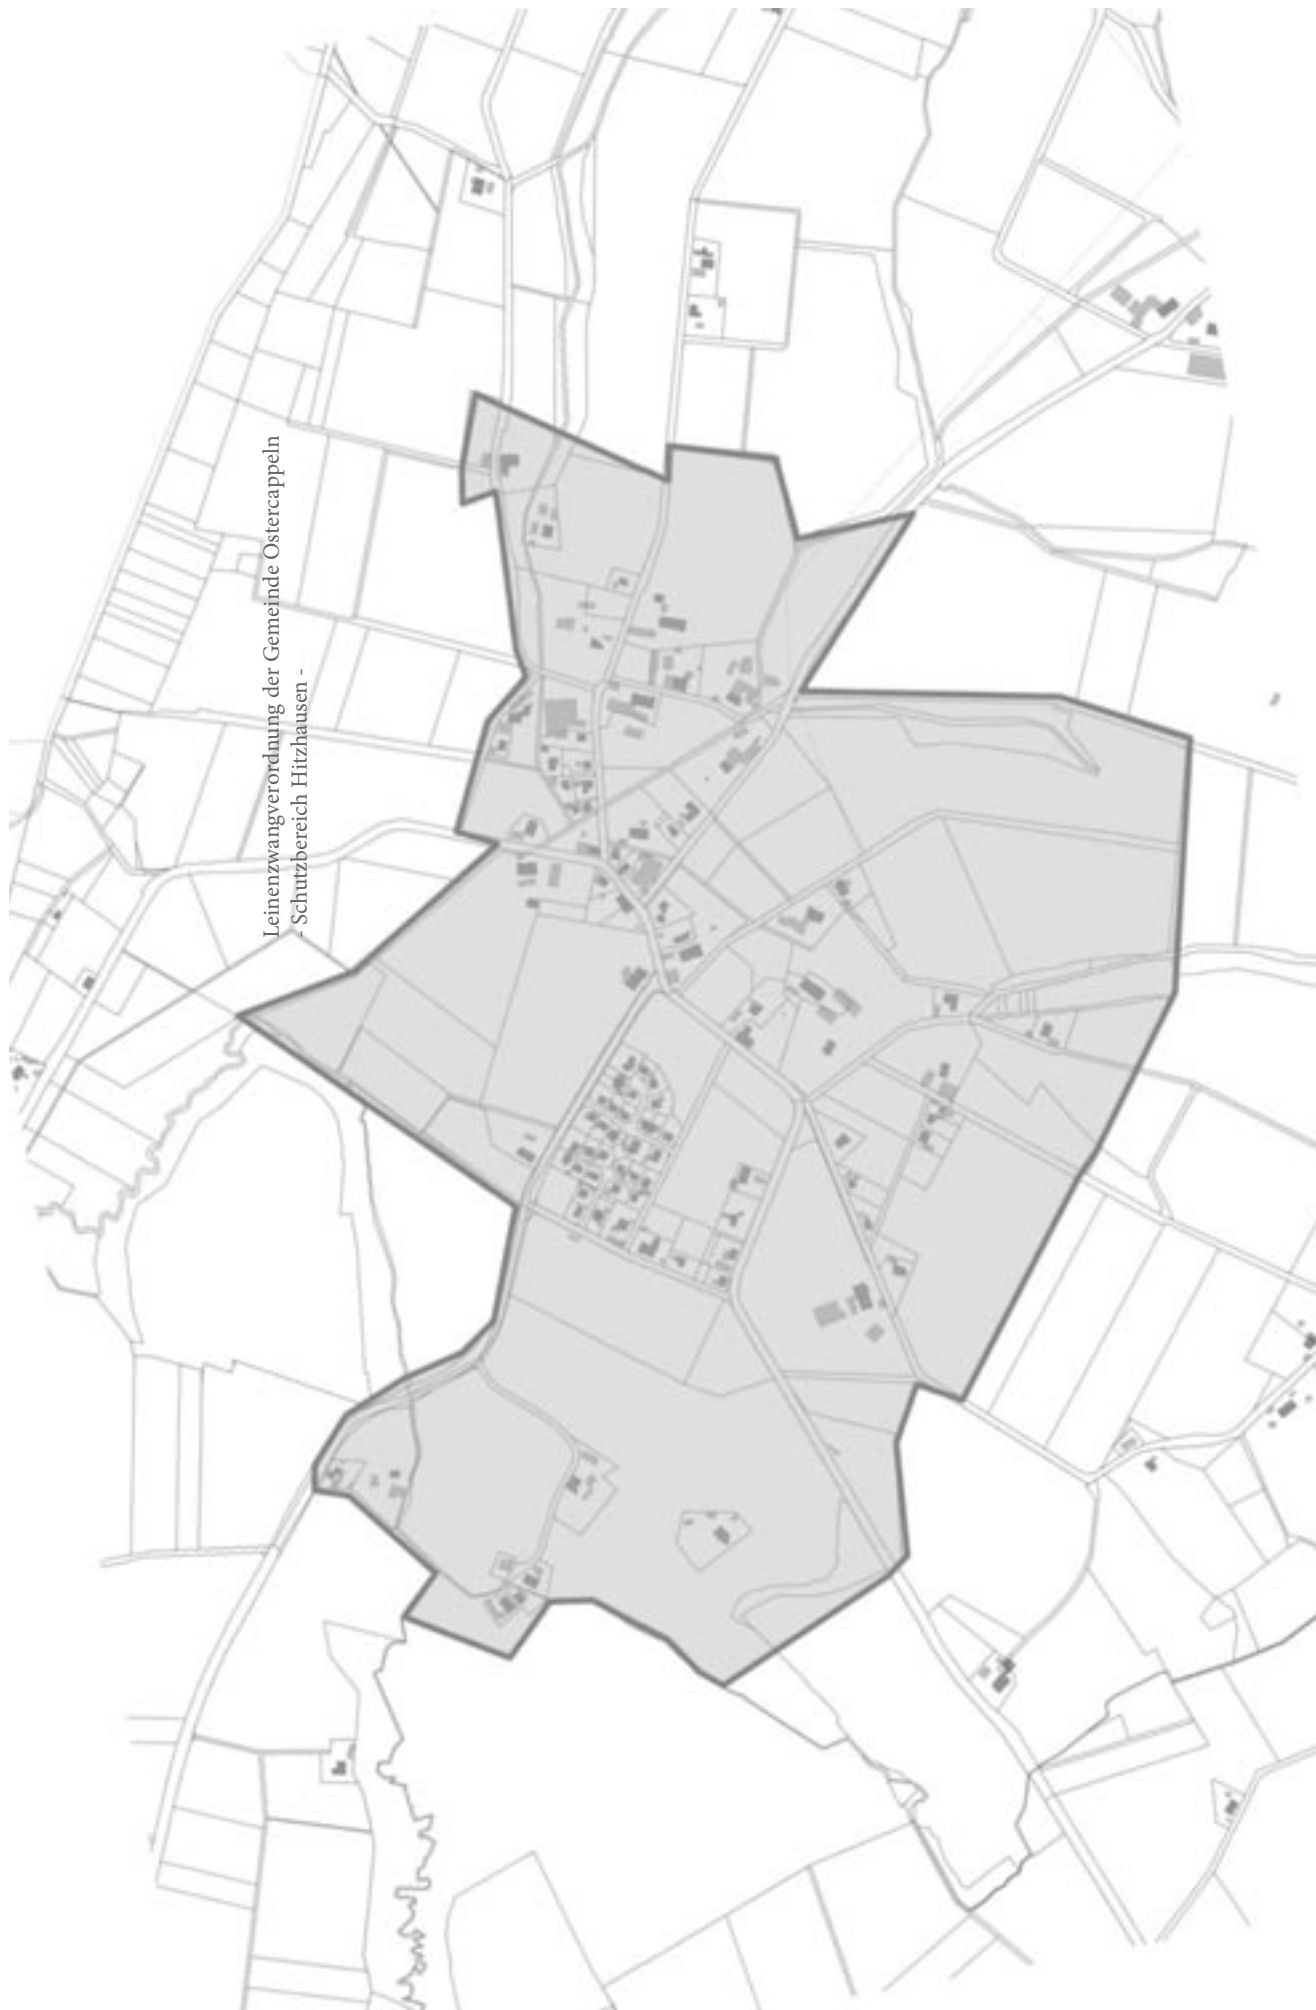 Leinenzwangverordnung der Gemeinde Ostercappeln
- Schutzbereich Hitzhausen -